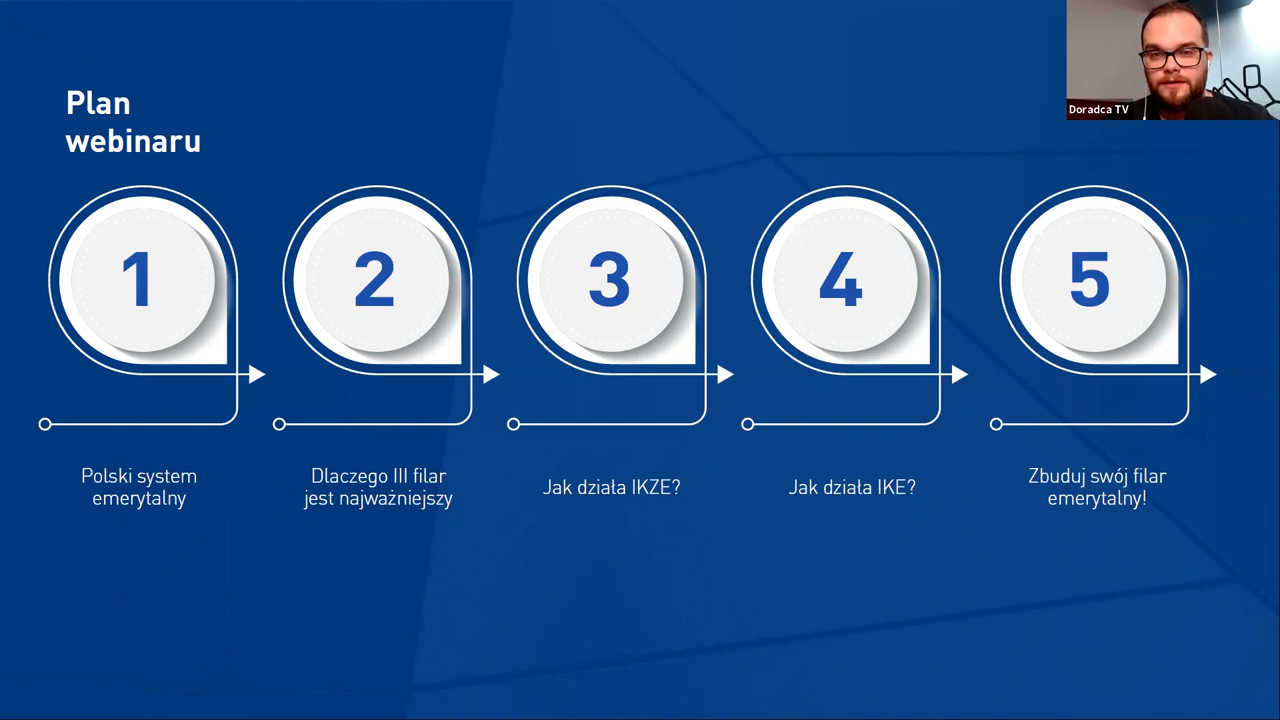 Plan
webinaru
Doradca TV
1
2
3
4
5
Polski system
emerytalny
Dlaczego III filar
jest najważniejszy
Jak działa IKZE?
Jak działa IKE?
Zbuduj swój filar
emerytalny!